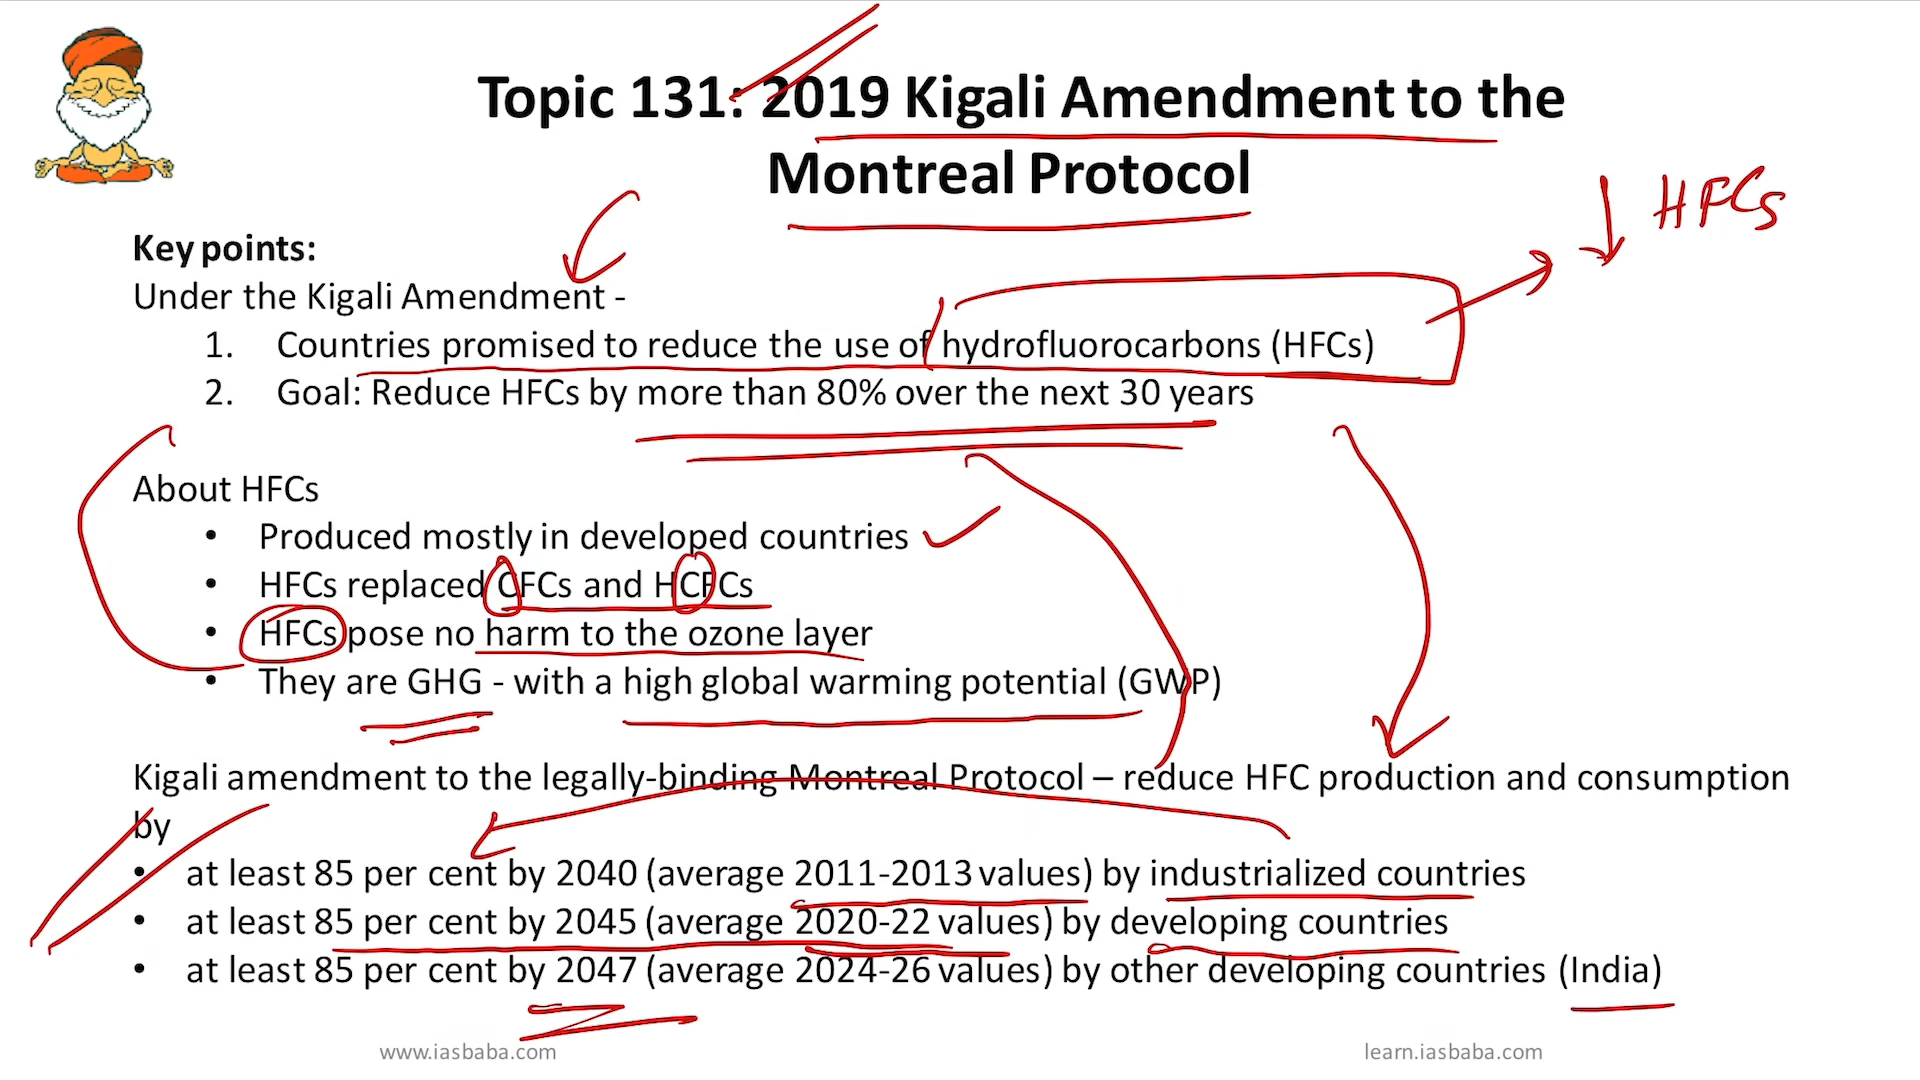 Topic 131: 2019 Kigali Amendment to the
Montreal Protocol
HFCs
Key points:
Under the Kigali Amendment -
1. Countries promised to reduce the use of hydrofluorocarbons (HFCs)
2. Goal: Reduce HFCs by more than 80% over the next 30 years
About HFCs
• Produced mostly in developed countries
• HFCs replaced CFCs and HCFCs
• HFCs pose no harm to the ozone layer
• They are GHG - with a high global warming potential (GWP)
Kigali amendment to the legally-binding Montreal Protocol – reduce HFC production and consumption
by
• at least 85 per cent by 2040 (average 2011-2013 values) by industrialized countries
• at least 85 per cent by 2045 (average 2020-22 values) by developing countries
• at least 85 per cent by 2047 (average 2024-26 values) by other developing countries (India)
www.iasbaba.com
learn.iasbaba.com